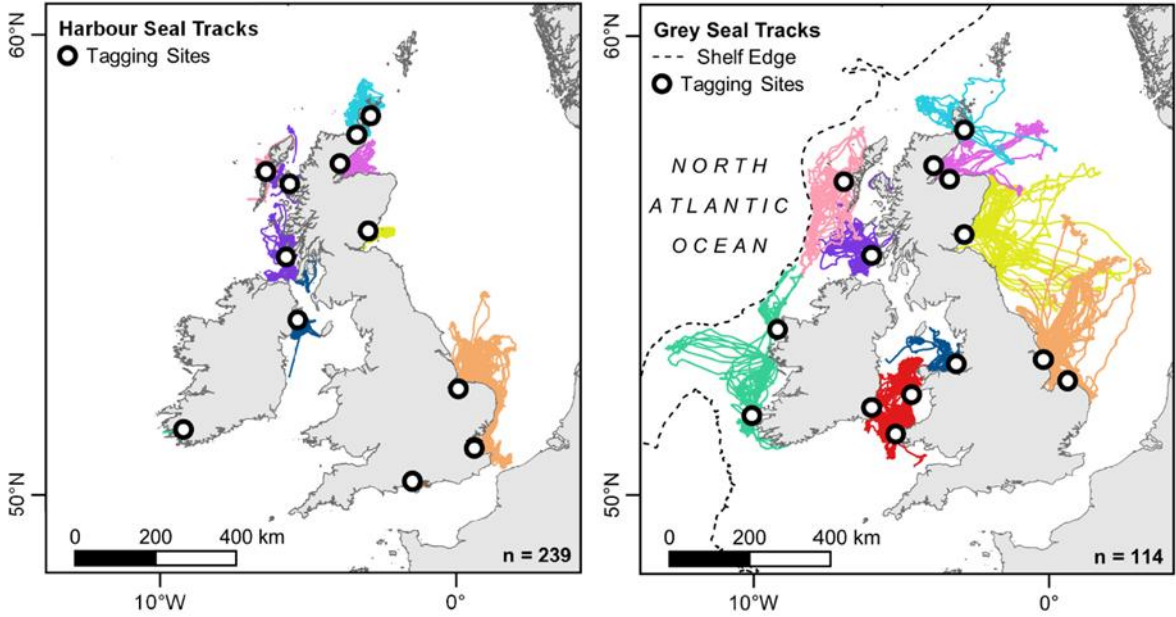 Harbour Seal Tracks
Tagging Sites
60°N
50°N
0 200 400 km
n = 239
10°W 0°
Grey Seal Tracks
Shelf Edge
Tagging Sites
60°N
NORTH
ATLANTIC
OCEAN
50°N
0 200 400 km
n = 114
10°W 0°